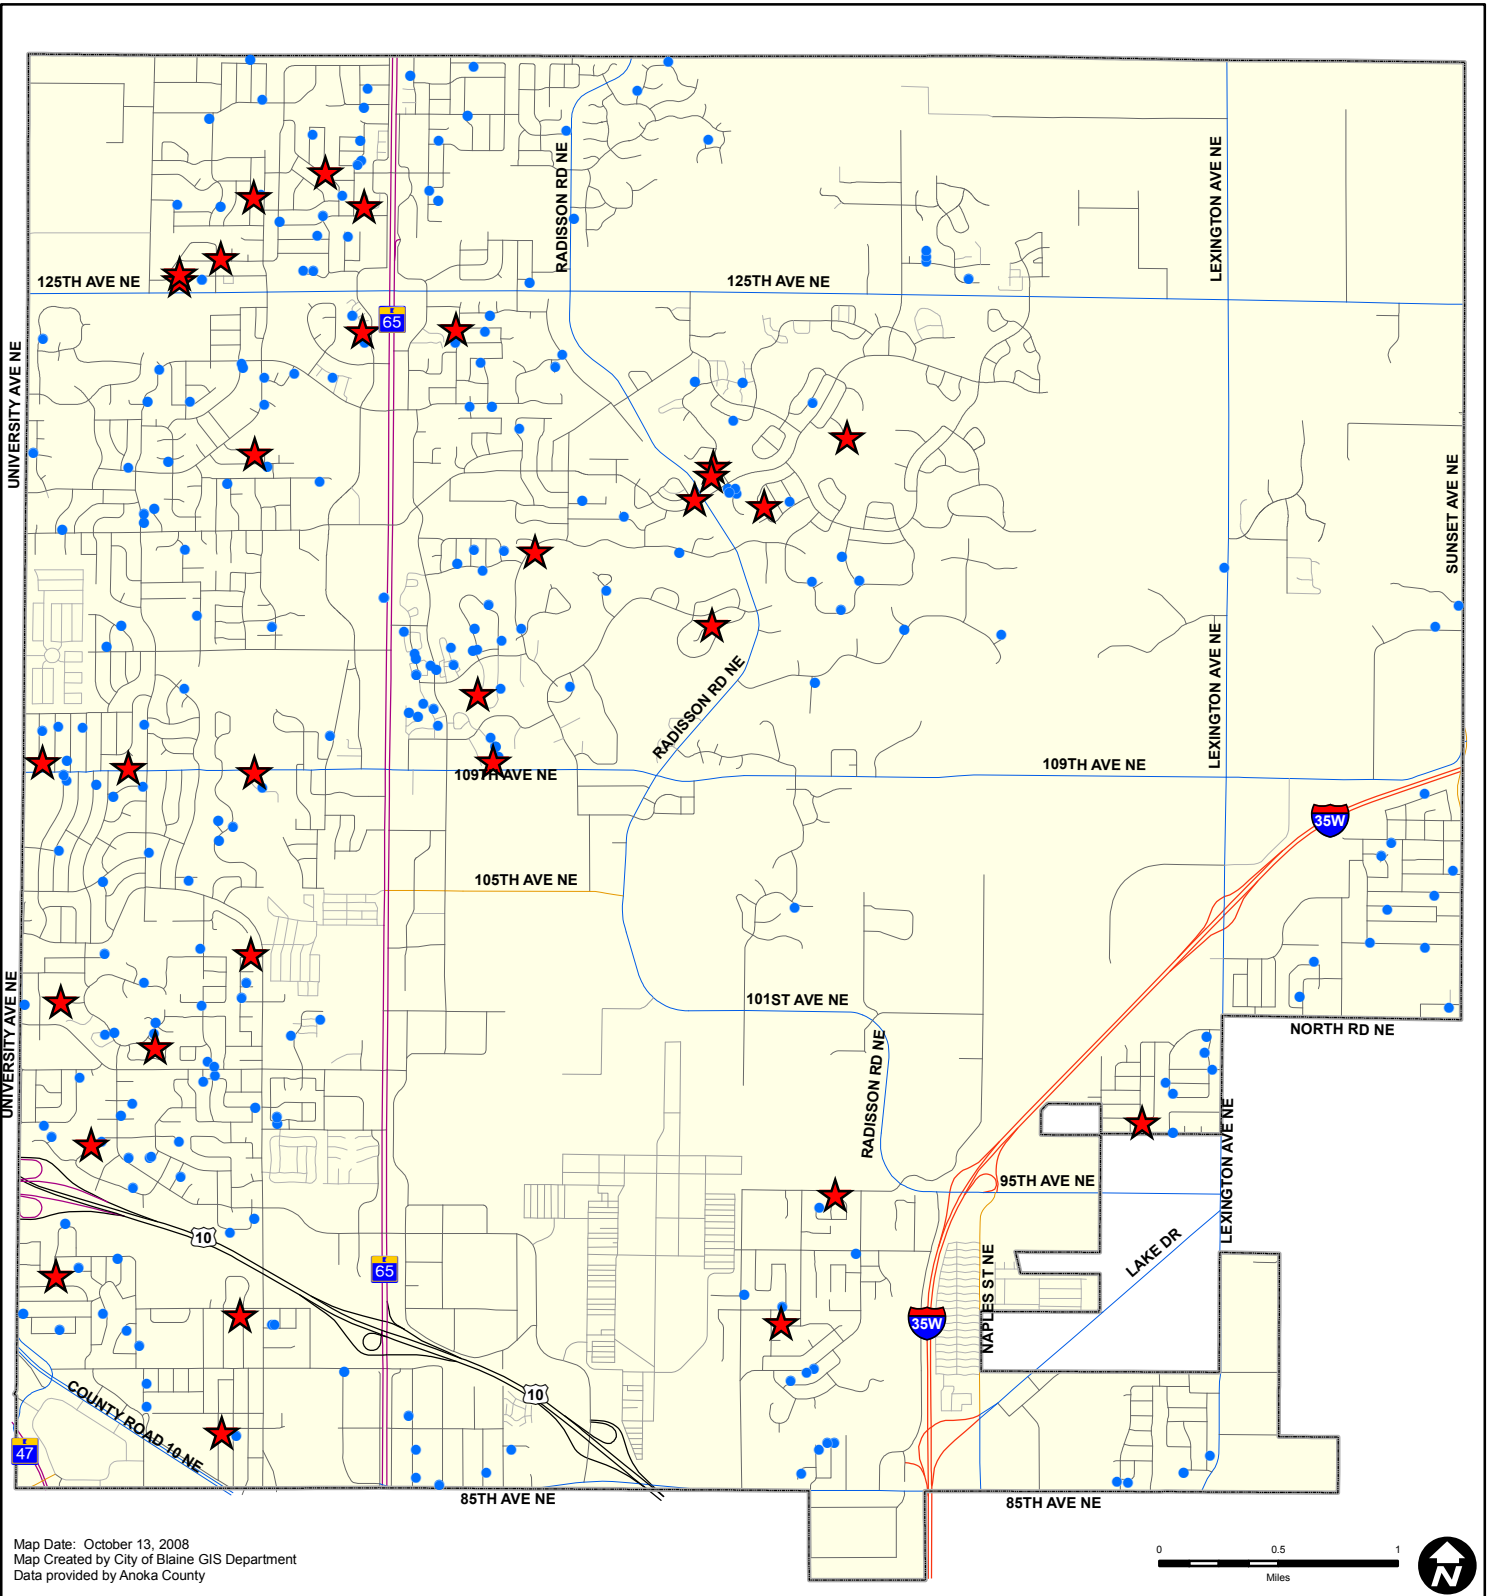 RADISSON RD NE
LEXINGTON AVE NE
125TH AVE NE
125TH AVE NE
65
UNIVERSITY AVE NE
SUNSET AVE NE
LEXINGTON AVE NE
RADISSON RD NE
109TH AVE NE
109TH AVE NE
35W
105TH AVE NE
UNIVERSITY AVE NE
101ST AVE NE
NORTH RD NE
RADISSON RD NE
LEXINGTON AVE NE
95TH AVE NE
10
65
LAKE DR
NAPLES ST NE
35W
10
COUNTY ROAD 10 NE
47
85TH AVE NE
85TH AVE NE
Map Date: October 13, 2008
Map Created by City of Blaine GIS Department
Data provided by Anoka County
0 0.5 1
Miles
N